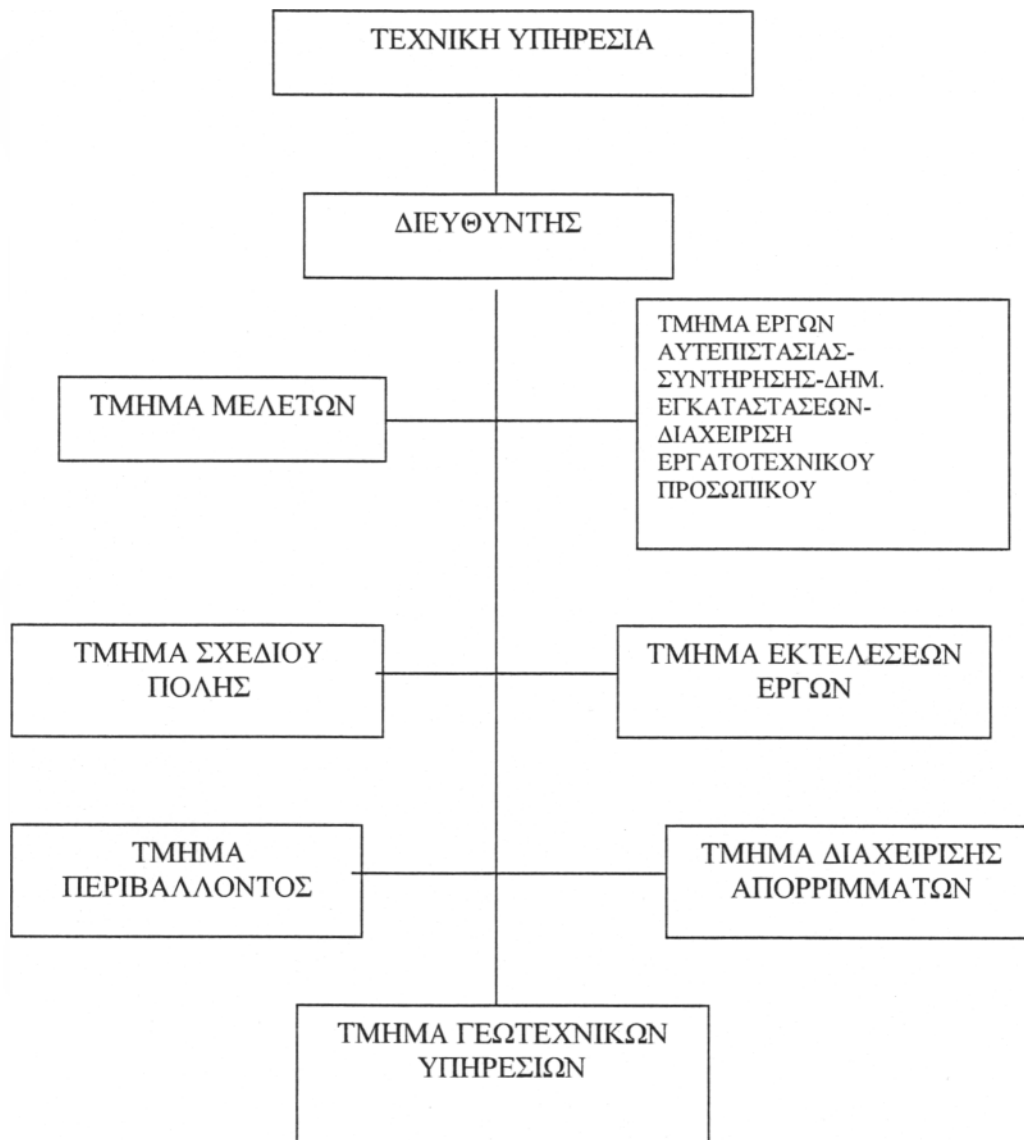 ΤΕΧΝΙΚΗ ΥΠΗΡΕΣΙΑ
ΔΙΕΥΘΥΝΤΗΣ
ΤΜΗΜΑ ΜΕΛΕΤΩΝ
ΤΜΗΜΑ ΕΡΓΩΝ
ΑΥΤΕΠΙΣΤΑΣΙΑΣ-
ΣΥΝΤΗΡΗΣΗΣ-ΔΗΜ.
ΕΓΚΑΤΑΣΤΑΣΕΩΝ-
ΔΙΑΧΕΙΡΙΣΗ
ΕΡΓΑΤΟΤΕΧΝΙΚΟΥ
ΠΡΟΣΩΠΙΚΟΥ
ΤΜΗΜΑ ΣΧΕΔΙΟΥ
ΠΟΛΗΣ
ΤΜΗΜΑ ΕΚΤΕΛΕΣΕΩΝ
ΕΡΓΩΝ
ΤΜΗΜΑ
ΠΕΡΙΒΑΛΛΟΝΤΟΣ
ΤΜΗΜΑ ΔΙΑΧΕΙΡΙΣΗΣ
ΑΠΟΡΡΙΜΜΑΤΩΝ
ΤΜΗΜΑ ΓΕΩΤΕΧΝΙΚΩΝ
ΥΠΗΡΕΣΙΩΝ